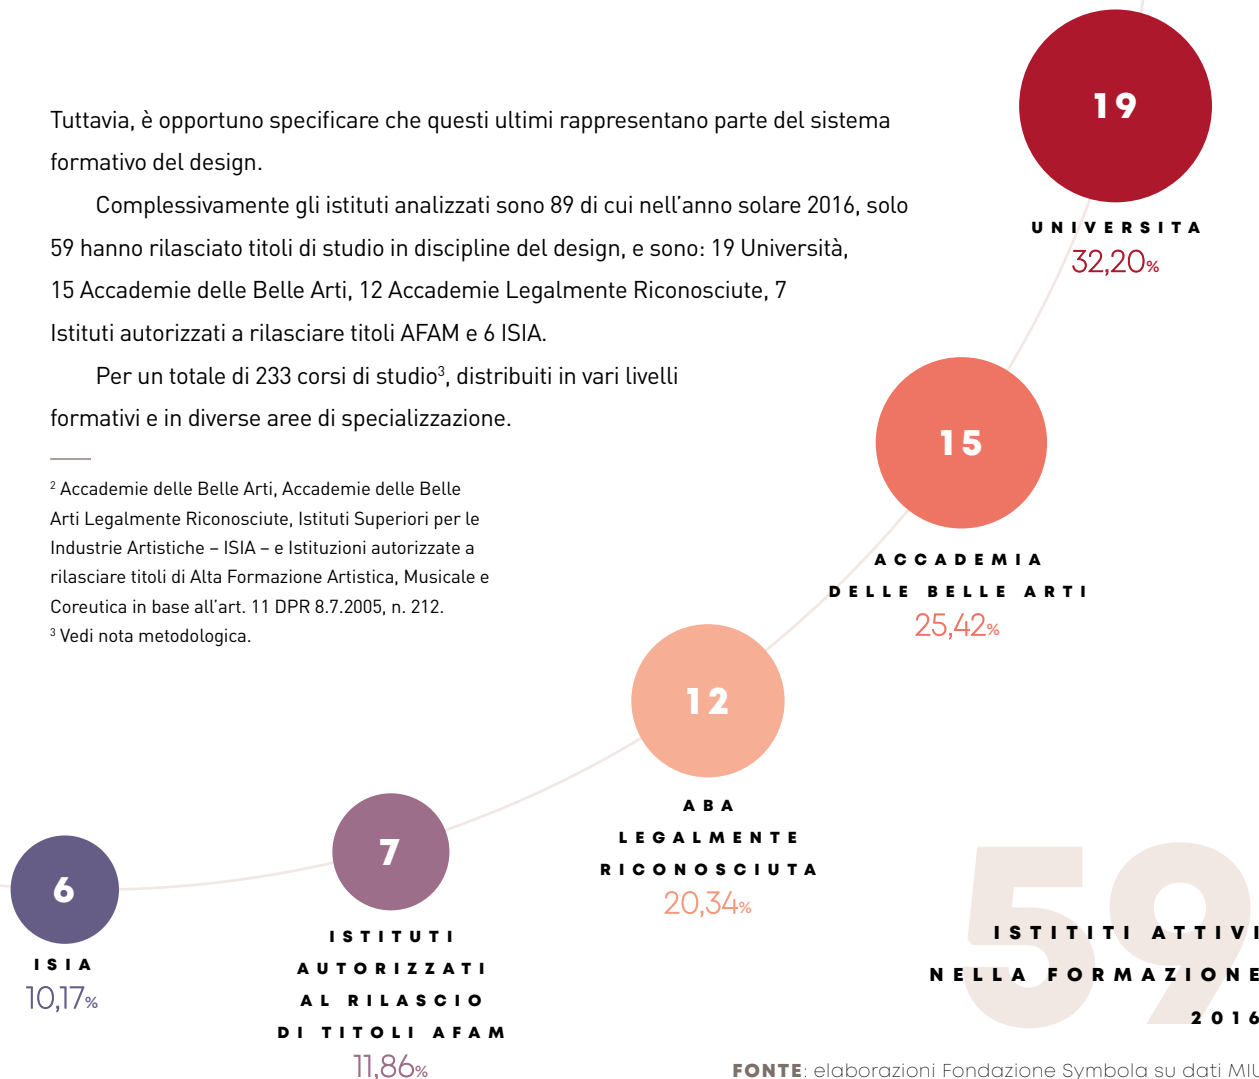 Tuttavia, è opportuno specificare che questi ultimi rappresentano parte del sistema
formativo del design.
Complessivamente gli istituti analizzati sono 89 di cui nell’anno solare 2016, solo
59 hanno rilasciato titoli di studio in discipline del design, e sono: 19 Università,
15 Accademie delle Belle Arti, 12 Accademie Legalmente Riconosciute, 7
Istituti autorizzati a rilasciare titoli AFAM e 6 ISIA.
Per un totale di 233 corsi di studio³, distribuiti in vari livelli
formativi e in diverse aree di specializzazione.
² Accademie delle Belle Arti, Accademie delle Belle
Arti Legalmente Riconosciute, Istituti Superiori per le
Industrie Artistiche – ISIA – e Istituzioni autorizzate a
rilasciare titoli di Alta Formazione Artistica, Musicale e
Coreutica in base all’art. 11 DPR 8.7.2005, n. 212.
³ Vedi nota metodologica.
19
UNIVERSITA
32,20%
15
ACCADEMIA
DELLE BELLE ARTI
25,42%
12
ABA
LEGALMENTE
RICONOSCIUTA
20,34%
7
ISTITUTI
AUTORIZZATI
AL RILASCIO
DI TITOLI AFAM
11,86%
6
ISIA
10,17%
59
ISTITITI ATTIVI
NELLA FORMAZIONE
2016
FONTE: elaborazioni Fondazione Symbola su dati MIU